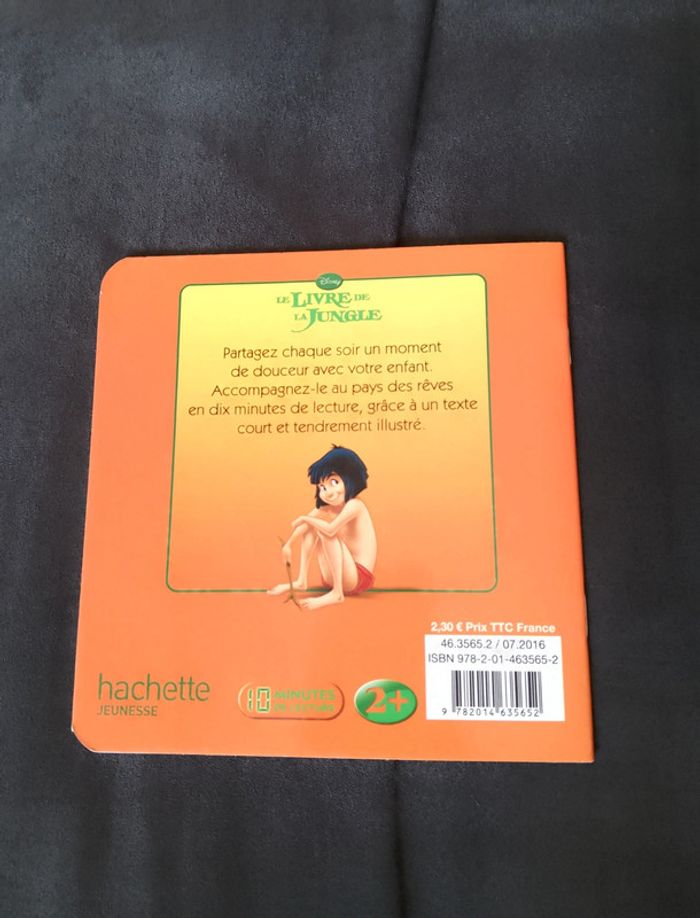 Disney
LE LIVRE DE
LA JUNGLE
Partagez chaque soir un moment
de douceur avec votre enfant.
Accompagnez-le au pays des rêves
en dix minutes de lecture, grâce à un texte
court et tendrement illustré.
2,30 € Prix TTC France
46.3565.2 / 07.2016
ISBN 978-2-01-463565-2
hachette
JEUNESSE
10 MINUTES
DE LECTURE
2+
9 782014 635652